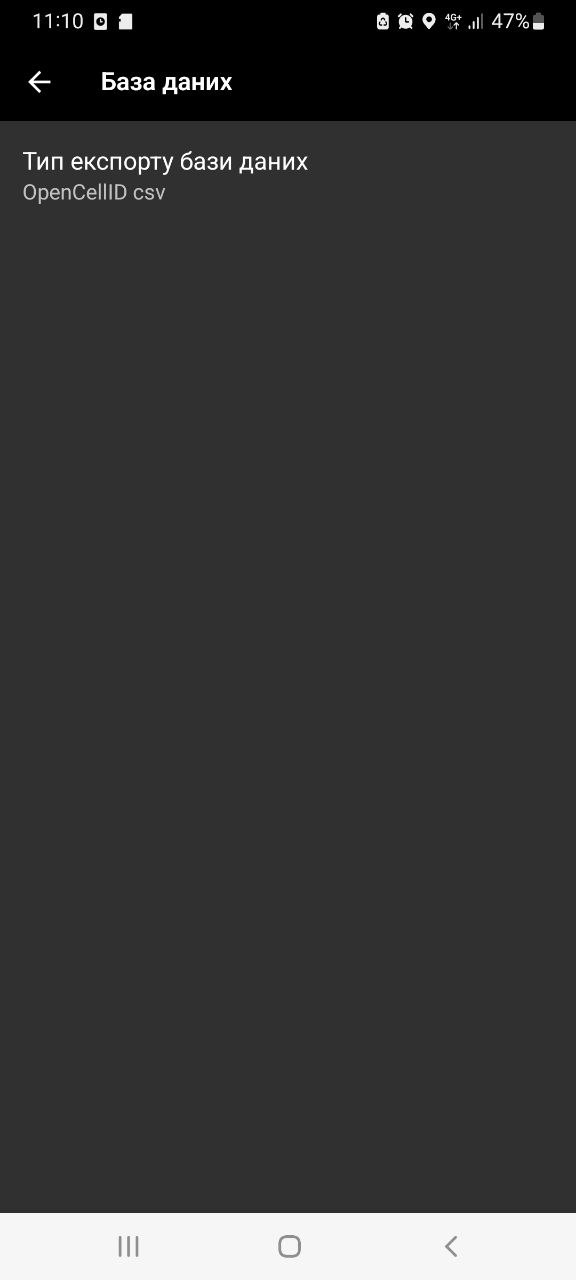 11:10 4G+ 47%
База даних
Тип експорту бази даних
OpenCellID csv